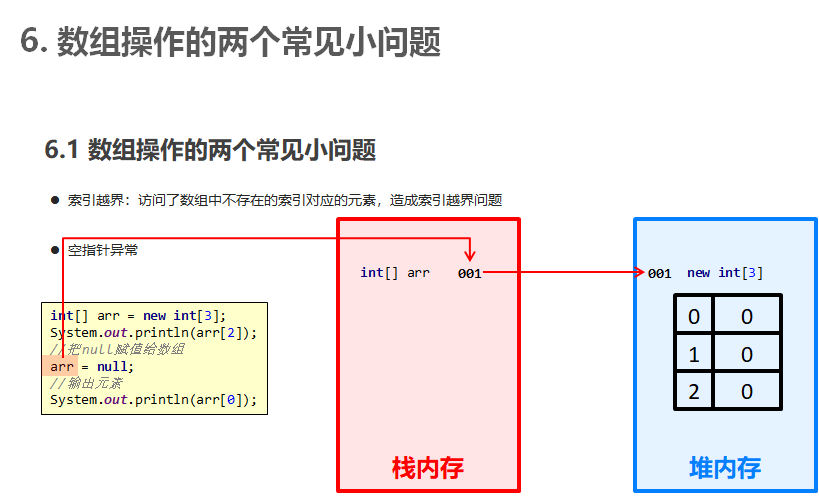 6. 数组操作的两个常见小问题
6.1 数组操作的两个常见小问题
● 索引越界：访问了数组中不存在的索引对应的元素，造成索引越界问题
● 空指针异常
int[] arr = new int[3];
System.out.println(arr[2]);
//把null赋值给数组
arr = null;
//输出元素
System.out.println(arr[0]);
int[] arr 001
栈内存
001 new int[3]
0 0
1 0
2 0
堆内存